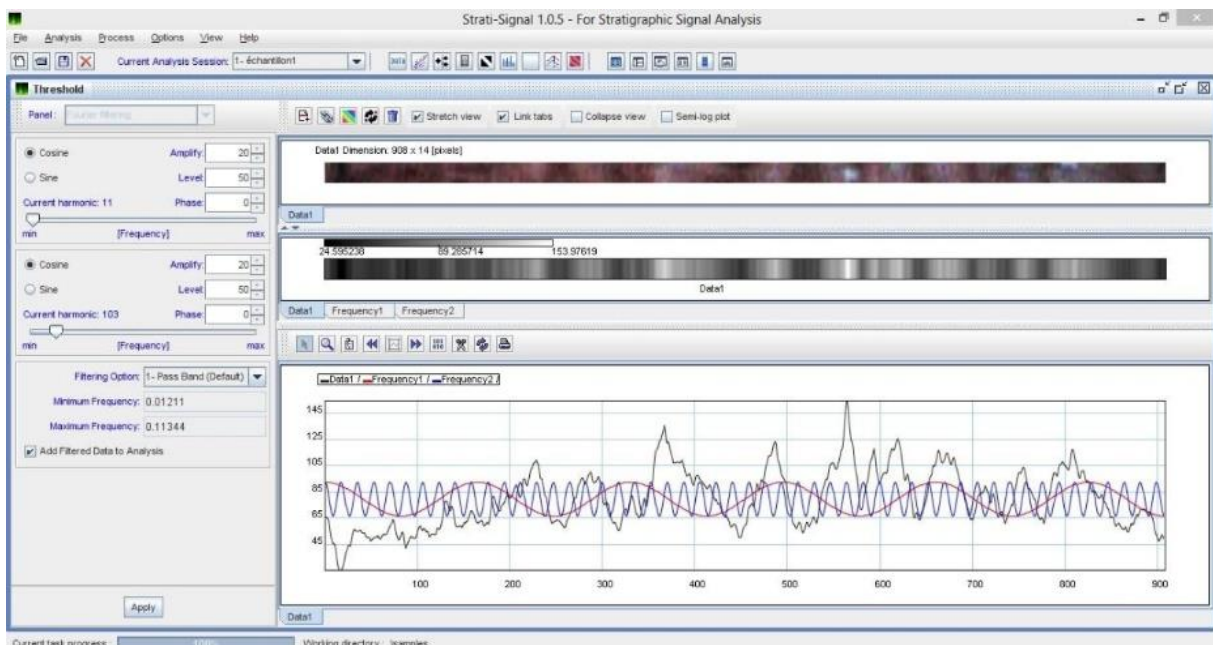 Strati-Signal 1.0.5 - For Stratigraphic Signal Analysis
File Analysis Process Options View Help
Current Analysis Session: 1- échantillon1
Threshold
Panel: Fourier filtering
Stretch view Link tabs Collapse view Semi-log plot
Cosine Amplify: 20
Sine Level: 50
Current harmonic: 11 Phase: 0
min [Frequency] max
Cosine Amplify: 20
Sine Level: 50
Current harmonic: 103 Phase: 0
min [Frequency] max
Filtering Option: 1- Pass Band (Default)
Minimum Frequency: 0.01211
Maximum Frequency: 0.11344
Add Filtered Data to Analysis
Apply
Data1 Dimension: 908 x 14 [pixels]
Data1
24.595238 89.285714 153.97619
Data1
Data1 Frequency1 Frequency2
Data1 / Frequency1 / Frequency2 /
145
125
105
85
65
45
100 200 300 400 500 600 700 800 900
Data1
Current task progress: 100% Working directory: \samples